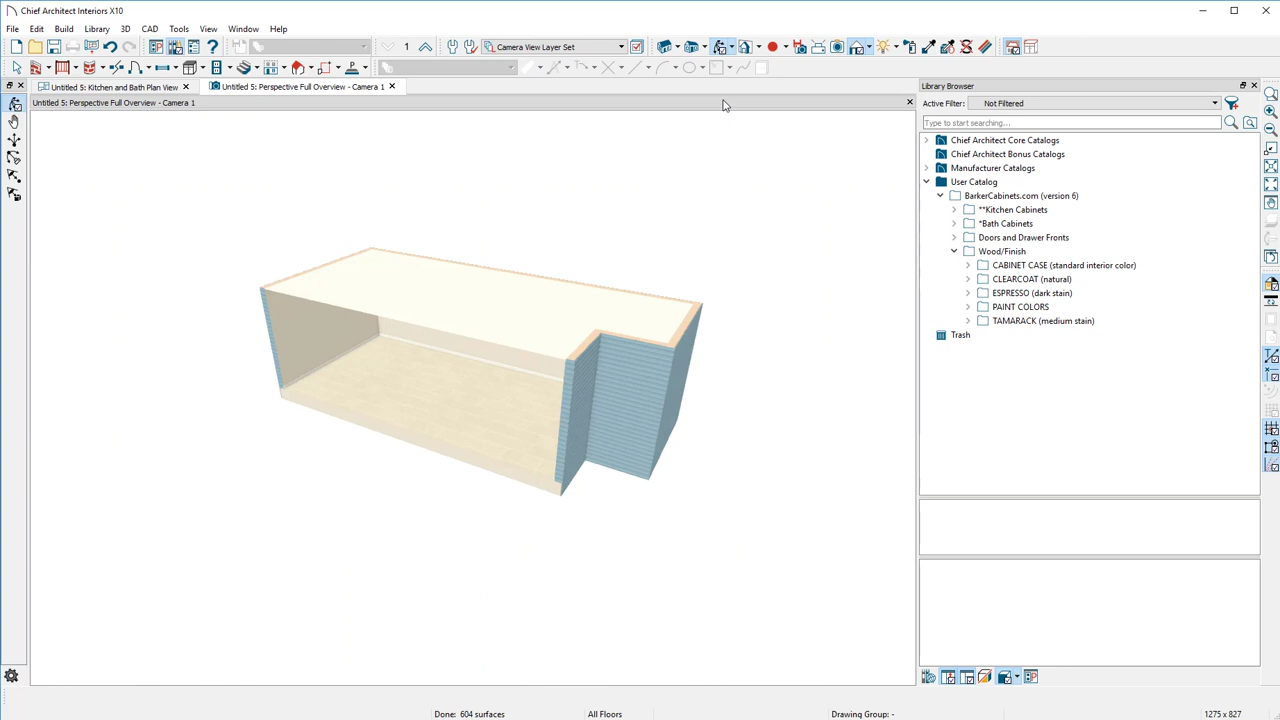 Chief Architect Interiors X10
File Edit Build Library 3D CAD Tools View Window Help
1 Camera View Layer Set
Untitled 5: Kitchen and Bath Plan View Untitled 5: Perspective Full Overview - Camera 1
Untitled 5: Perspective Full Overview - Camera 1
Library Browser
Active Filter: Not Filtered
Type to start searching...
Chief Architect Core Catalogs
Chief Architect Bonus Catalogs
Manufacturer Catalogs
User Catalog
BarkerCabinets.com (version 6)
**Kitchen Cabinets
*Bath Cabinets
Doors and Drawer Fronts
Wood/Finish
CABINET CASE (standard interior color)
CLEARCOAT (natural)
ESPRESSO (dark stain)
PAINT COLORS
TAMARACK (medium stain)
Trash
Done: 604 surfaces All Floors Drawing Group: - 1275 x 827